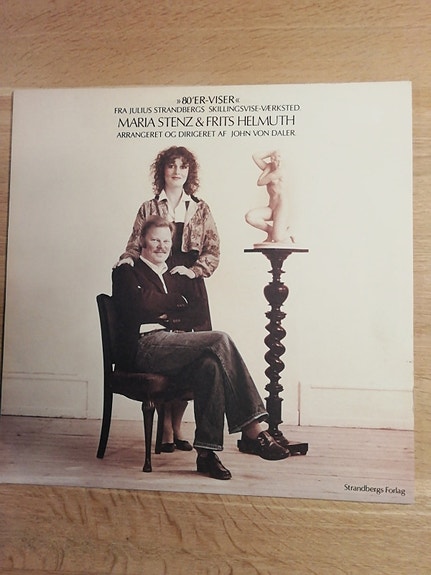 »80'ER-VISER«
FRA JULIUS STRANDBERGS SKILLINGSVISE-VÆRKSTED.
MARIA STENZ & FRITS HELMUTH
ARRANGERET OG DIRIGERET AF JOHN VON DALER.
Strandbergs Forlag